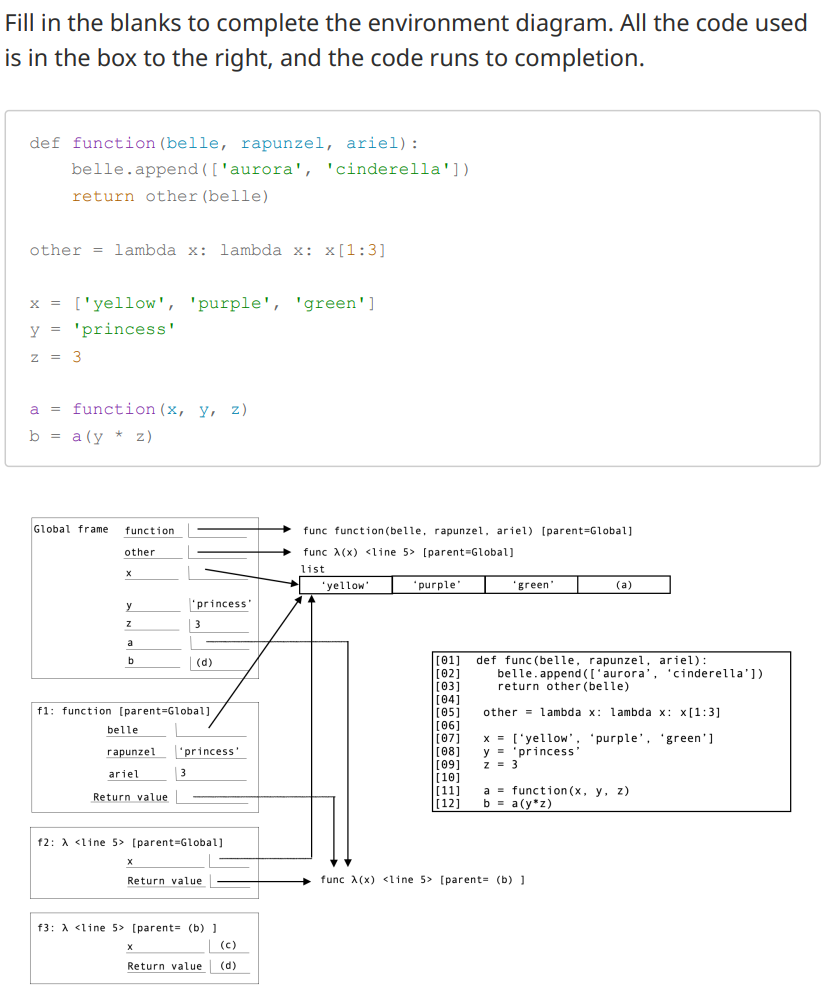 Fill in the blanks to complete the environment diagram. All the code used
is in the box to the right, and the code runs to completion.
def function(belle, rapunzel, ariel):
    belle.append(['aurora', 'cinderella'])
    return other(belle)
other = lambda x: lambda x: x[1:3]
x = ['yellow', 'purple', 'green']
y = 'princess'
z = 3
a = function(x, y, z)
b = a(y * z)
Global frame function
func function(belle, rapunzel, ariel) [parent=Global]
other
func λ(x) <line 5> [parent=Global]
list
x
'yellow' 'purple' 'green' (a)
y 'princess'
z 3
a
b (d)
[01] def func(belle, rapunzel, ariel):
[02] belle.append(['aurora', 'cinderella'])
[03] return other(belle)
[04]
[05] other = lambda x: lambda x: x[1:3]
[06]
[07] x = ['yellow', 'purple', 'green']
[08] y = 'princess'
[09] z = 3
[10]
[11] a = function(x, y, z)
[12] b = a(y*z)
f1: function [parent=Global]
belle
rapunzel 'princess'
ariel 3
Return value
f2: λ <line 5> [parent=Global]
x
Return value
func λ(x) <line 5> [parent= (b) ]
f3: λ <line 5> [parent= (b) ]
x (c)
Return value (d)